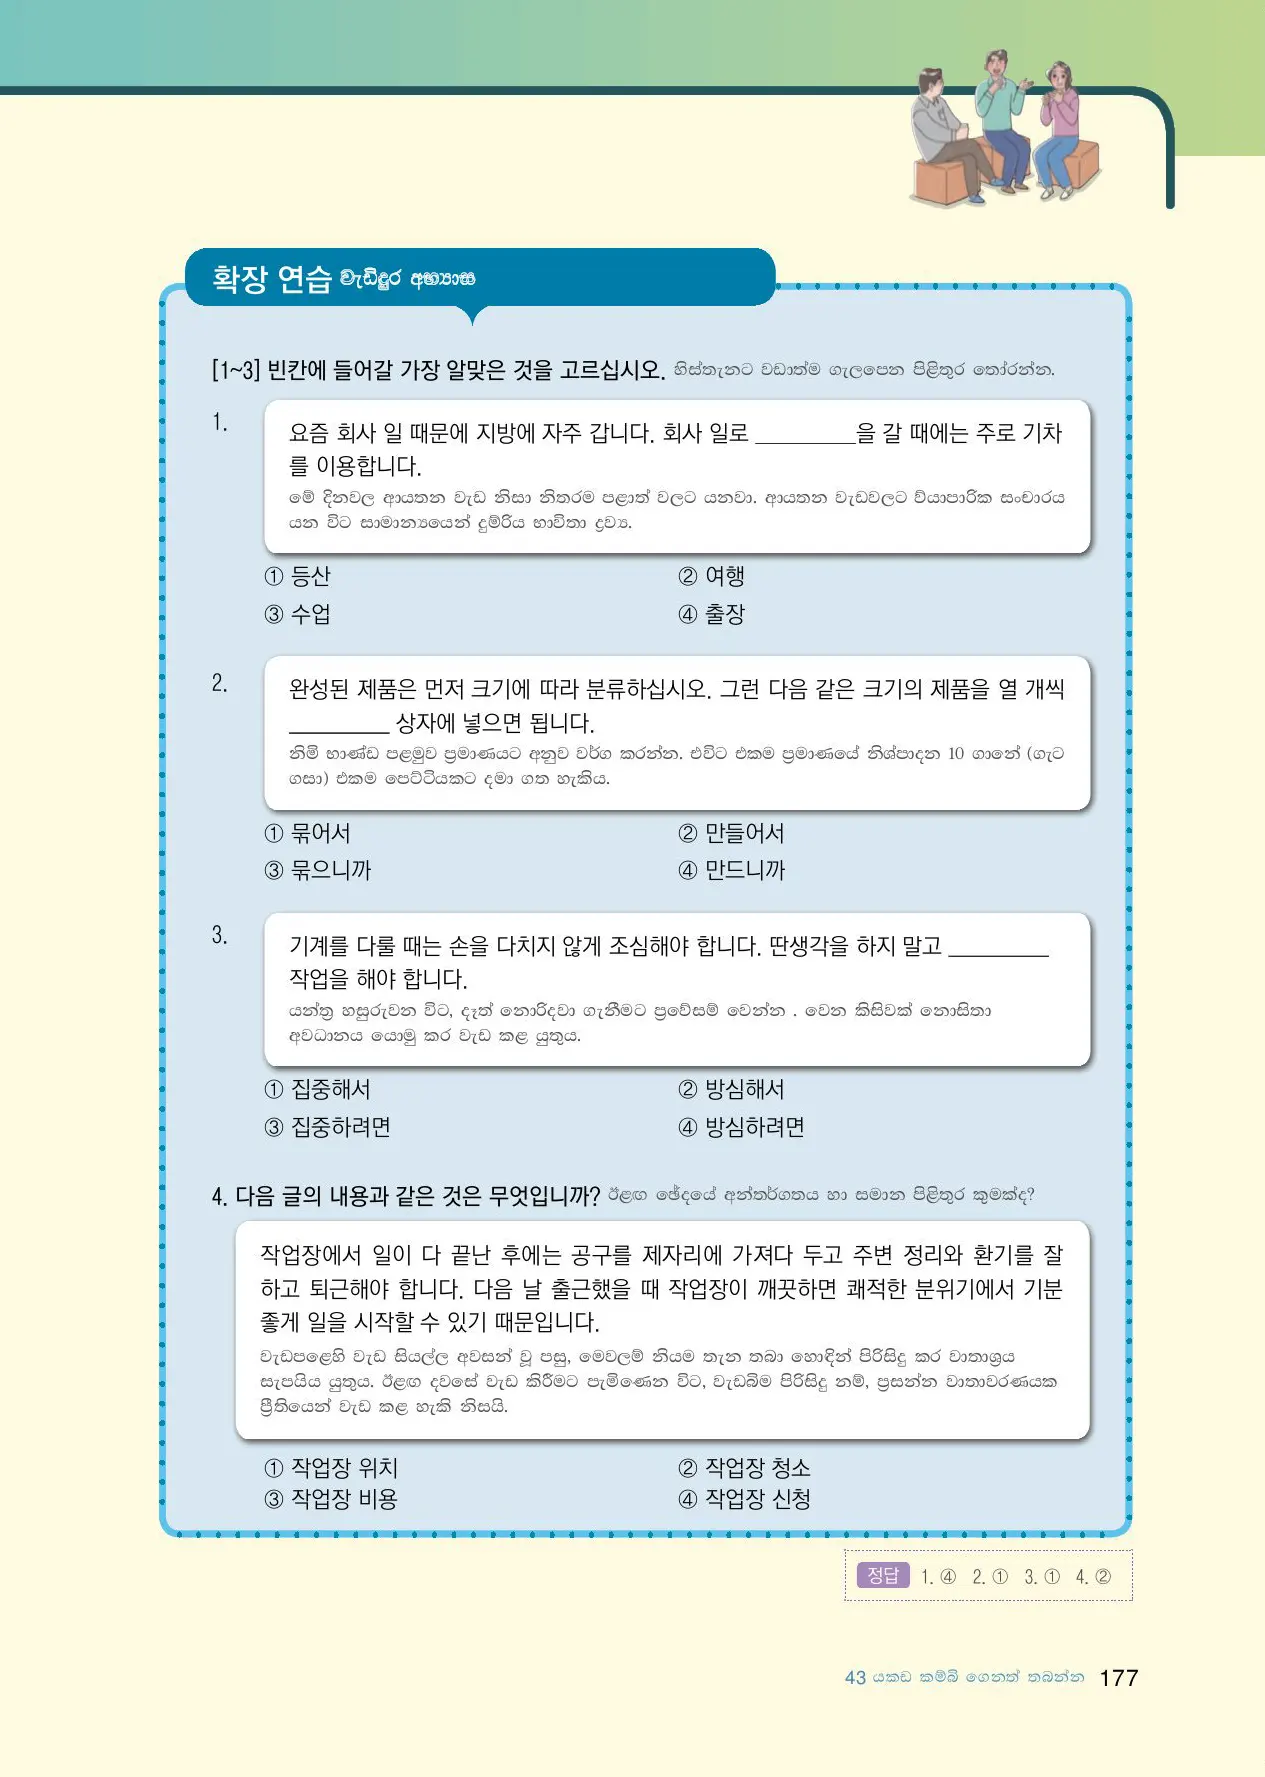 확장 연습 වැඩිදුර අභ්‍යාස
[1~3] 빈칸에 들어갈 가장 알맞은 것을 고르십시오. හිස්තැනට වඩාත්ම ගැලපෙන පිළිතුර තෝරන්න.
1.
요즘 회사 일 때문에 지방에 자주 갑니다. 회사 일로 _________을 갈 때에는 주로 기차
를 이용합니다.
මේ දිනවල ආයතන වැඩ නිසා නිතරම පළාත් වලට යනවා. ආයතන වැඩවලට ව්යාපාරික සංචාරය
යන විට සාමාන්‍යයෙන් දුම්රිය භාවිතා ද්‍රව්‍ය.
① 등산
② 여행
③ 수업
④ 출장
2.
완성된 제품은 먼저 크기에 따라 분류하십시오. 그런 다음 같은 크기의 제품을 열 개씩
_________ 상자에 넣으면 됩니다.
නිමි භාණ්ඩ පළමුව ප්‍රමාණයට අනුව වර්ග කරන්න. එවිට එකම ප්‍රමාණයේ නිශ්පාදන 10 ගානේ (ගැට
ගසා) එකම පෙට්ටියකට දමා ගත හැකිය.
① 묶어서
② 만들어서
③ 묶으니까
④ 만드니까
3.
기계를 다룰 때는 손을 다치지 않게 조심해야 합니다. 딴생각을 하지 말고 _________
작업을 해야 합니다.
යන්ත්‍ර හසුරුවන විට, දෑත් නොරිදවා ගැනීමට ප්‍රවේසම් වෙන්න . වෙන කිසිවක් නොසිතා
අවධානය යොමු කර වැඩ කළ යුතුය.
① 집중해서
② 방심해서
③ 집중하려면
④ 방심하려면
4. 다음 글의 내용과 같은 것은 무엇입니까? ඊළඟ ඡේදයේ අන්තර්ගතය හා සමාන පිළිතුර කුමක්ද?
작업장에서 일이 다 끝난 후에는 공구를 제자리에 가져다 두고 주변 정리와 환기를 잘
하고 퇴근해야 합니다. 다음 날 출근했을 때 작업장이 깨끗하면 쾌적한 분위기에서 기분
좋게 일을 시작할 수 있기 때문입니다.
වැඩපළෙහි වැඩ සියල්ල අවසන් වූ පසු, මෙවලම් නියම තැන තබා හොඳින් පිරිසිදු කර වාතාශ්‍රය
සැපයිය යුතුය. ඊළඟ දවසේ වැඩ කිරීමට පැමිණෙන විට, වැඩබිම පිරිසිදු නම්, ප්‍රසන්න වාතාවරණයක
ප්‍රීතියෙන් වැඩ කළ හැකි නිසයි.
① 작업장 위치
② 작업장 청소
③ 작업장 비용
④ 작업장 신청
정답 1. ④ 2. ① 3. ① 4. ②
43 යකඩ කම්බි ගෙනත් තබන්න 177